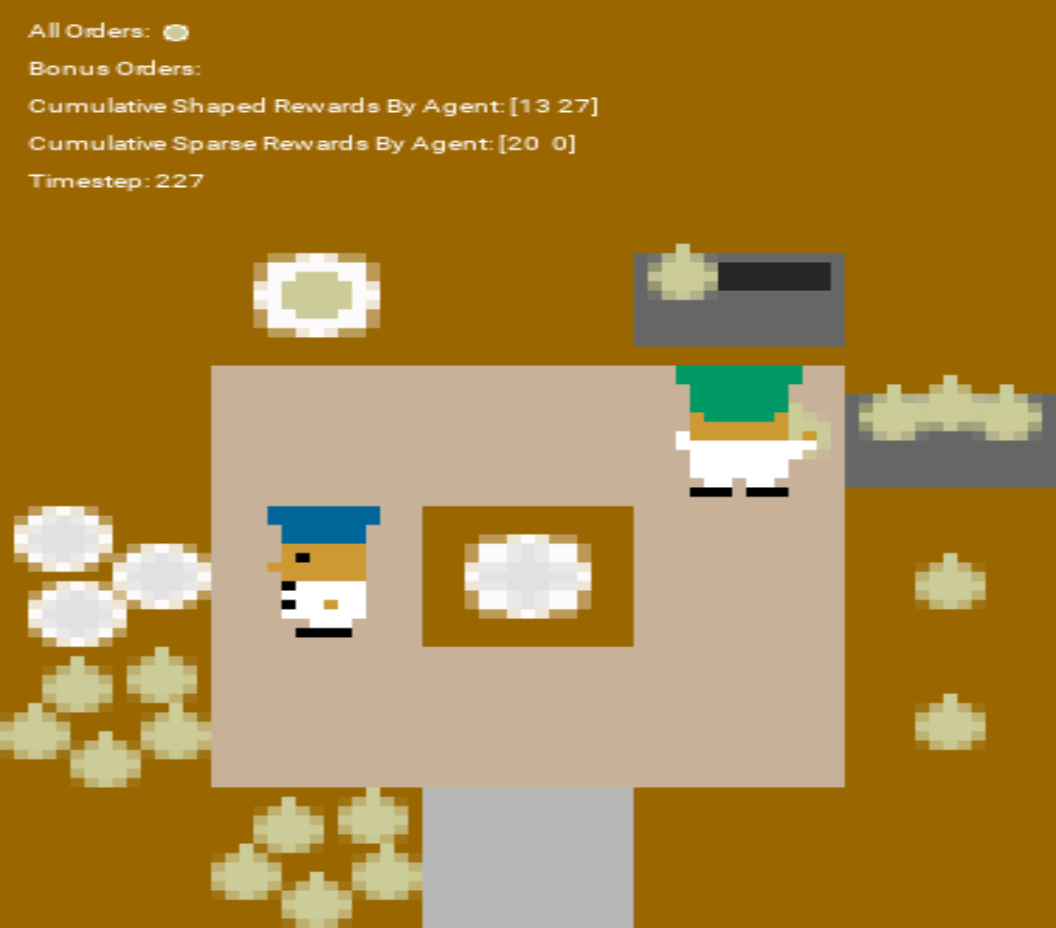 All Orders:
Bonus Orders:
Cumulative Shaped Rewards By Agent: [13 27]
Cumulative Sparse Rewards By Agent: [20  0]
Timestep: 227